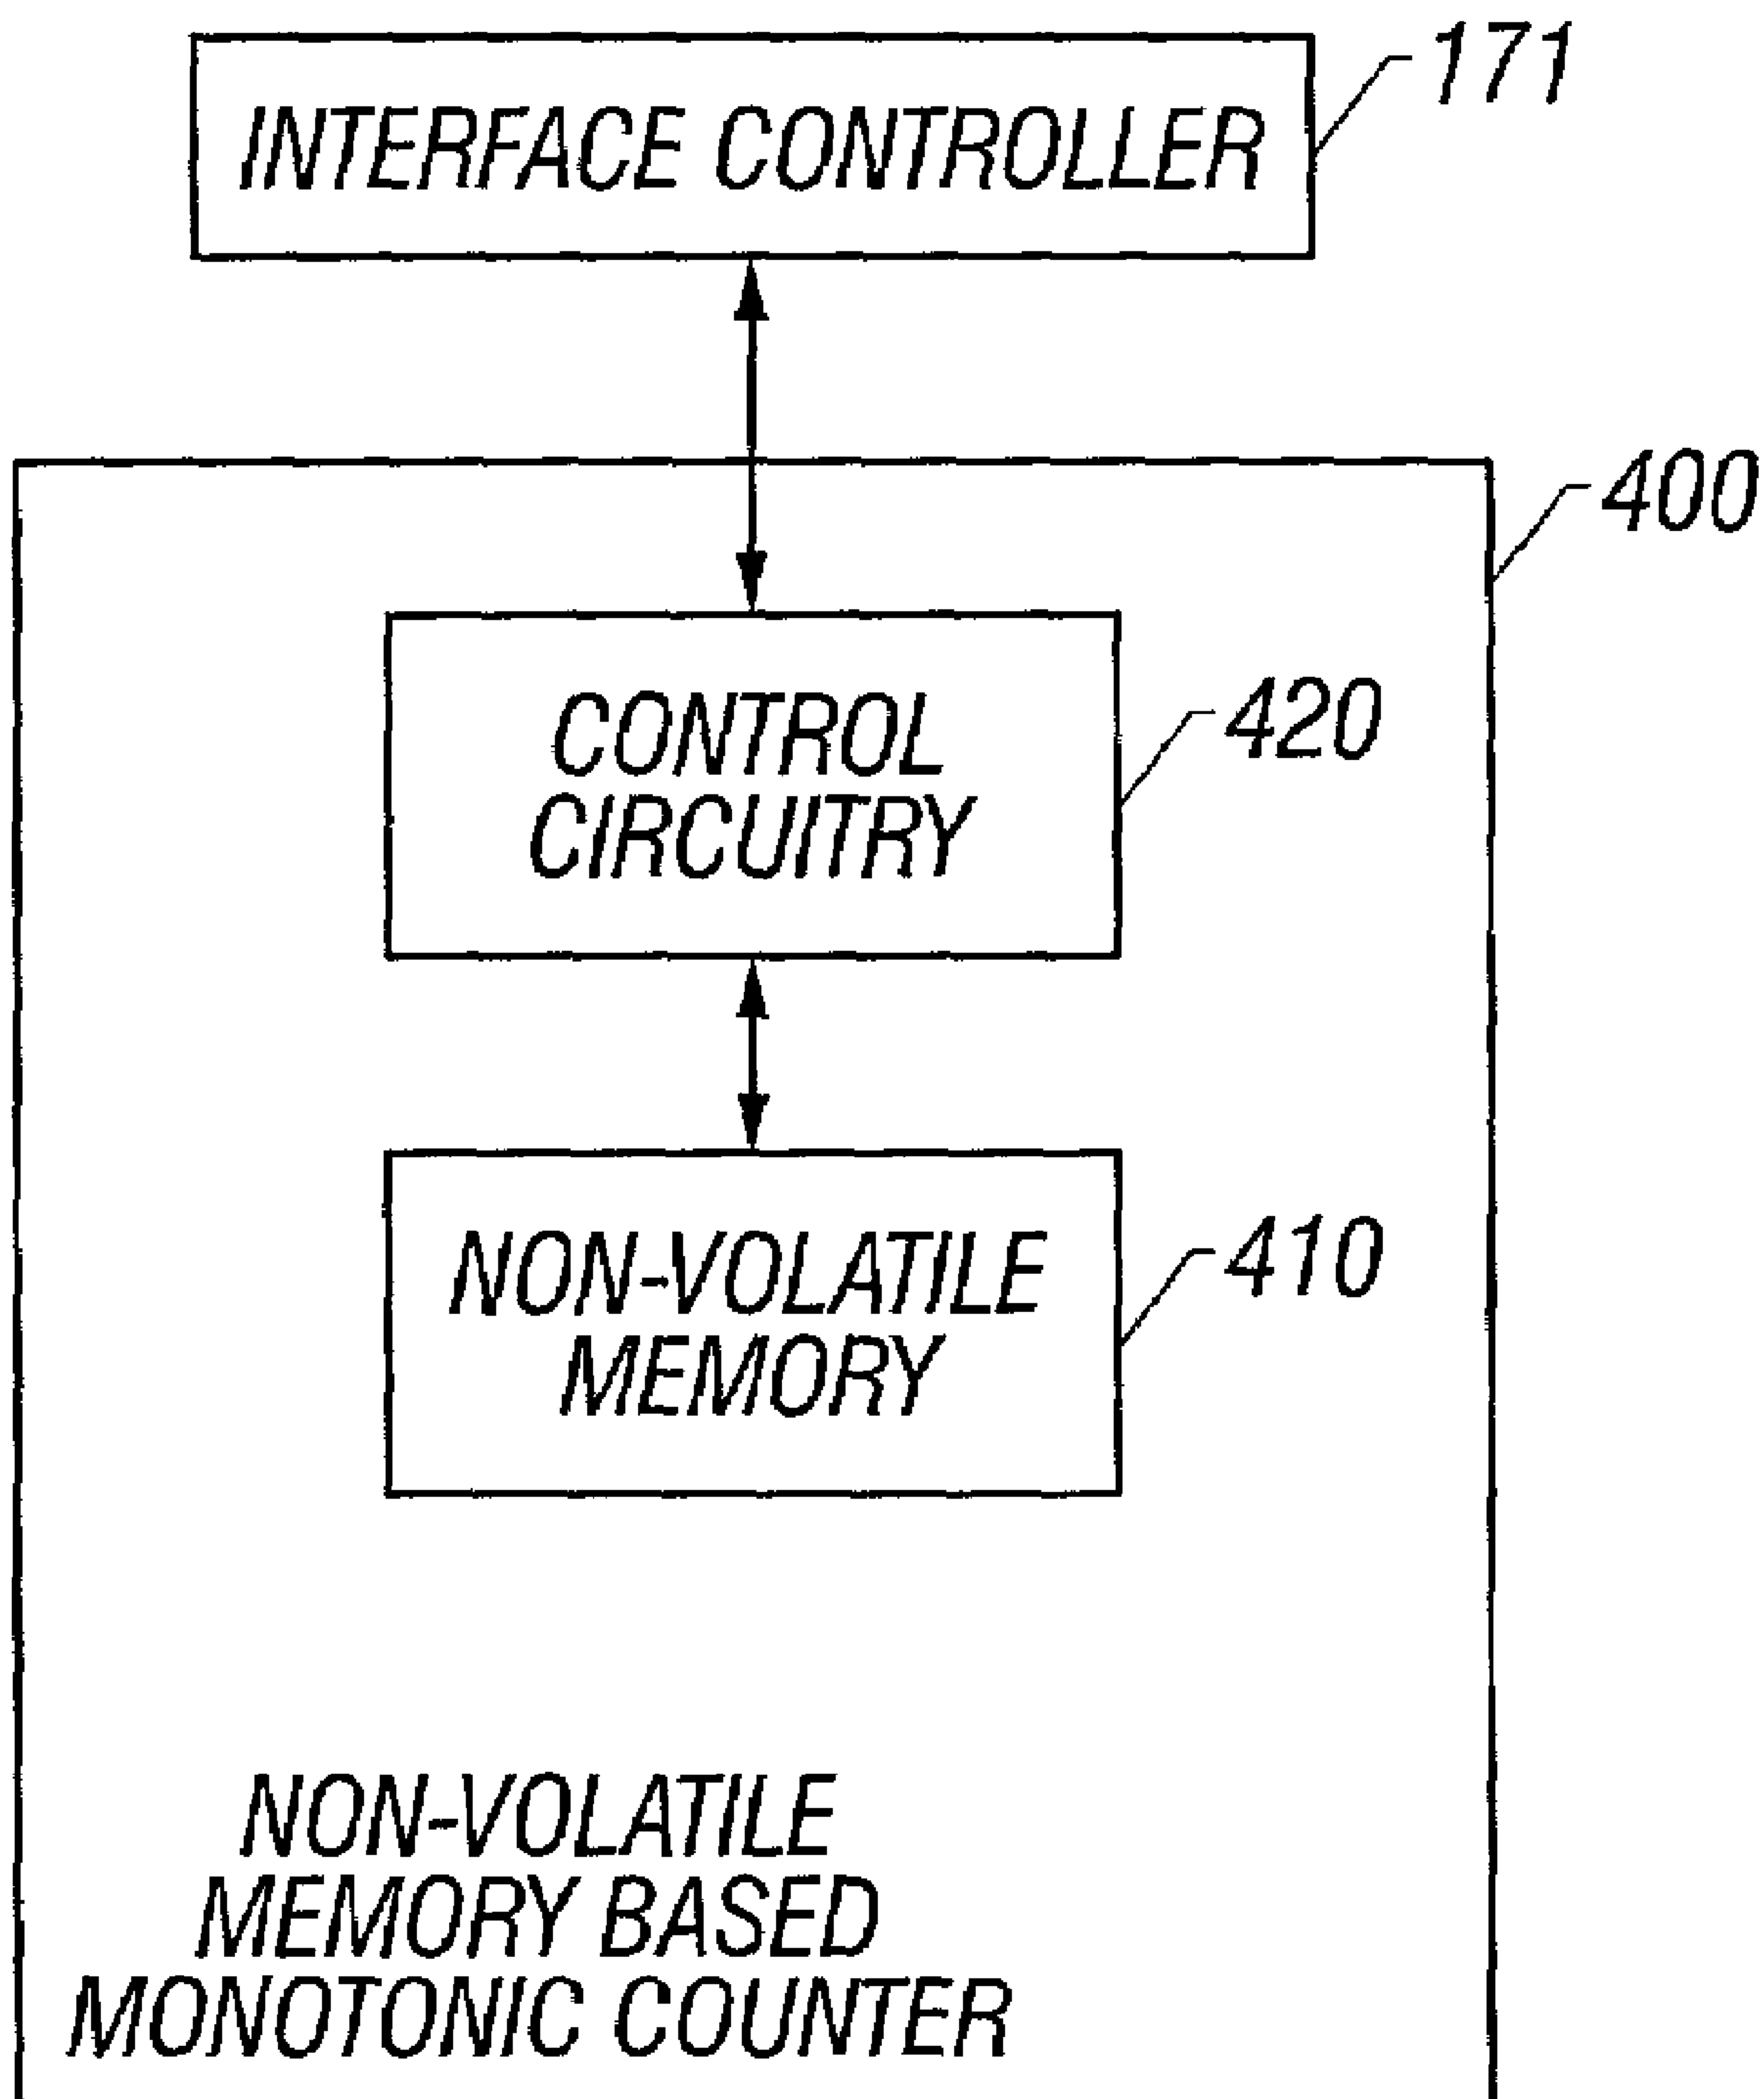 171
INTERFACE CONTROLLER
400
420
CONTROL
CIRCUITRY
410
NON-VOLATILE
MEMORY
NON-VOLATILE
MEMORY BASED
MONOTONIC COUNTER